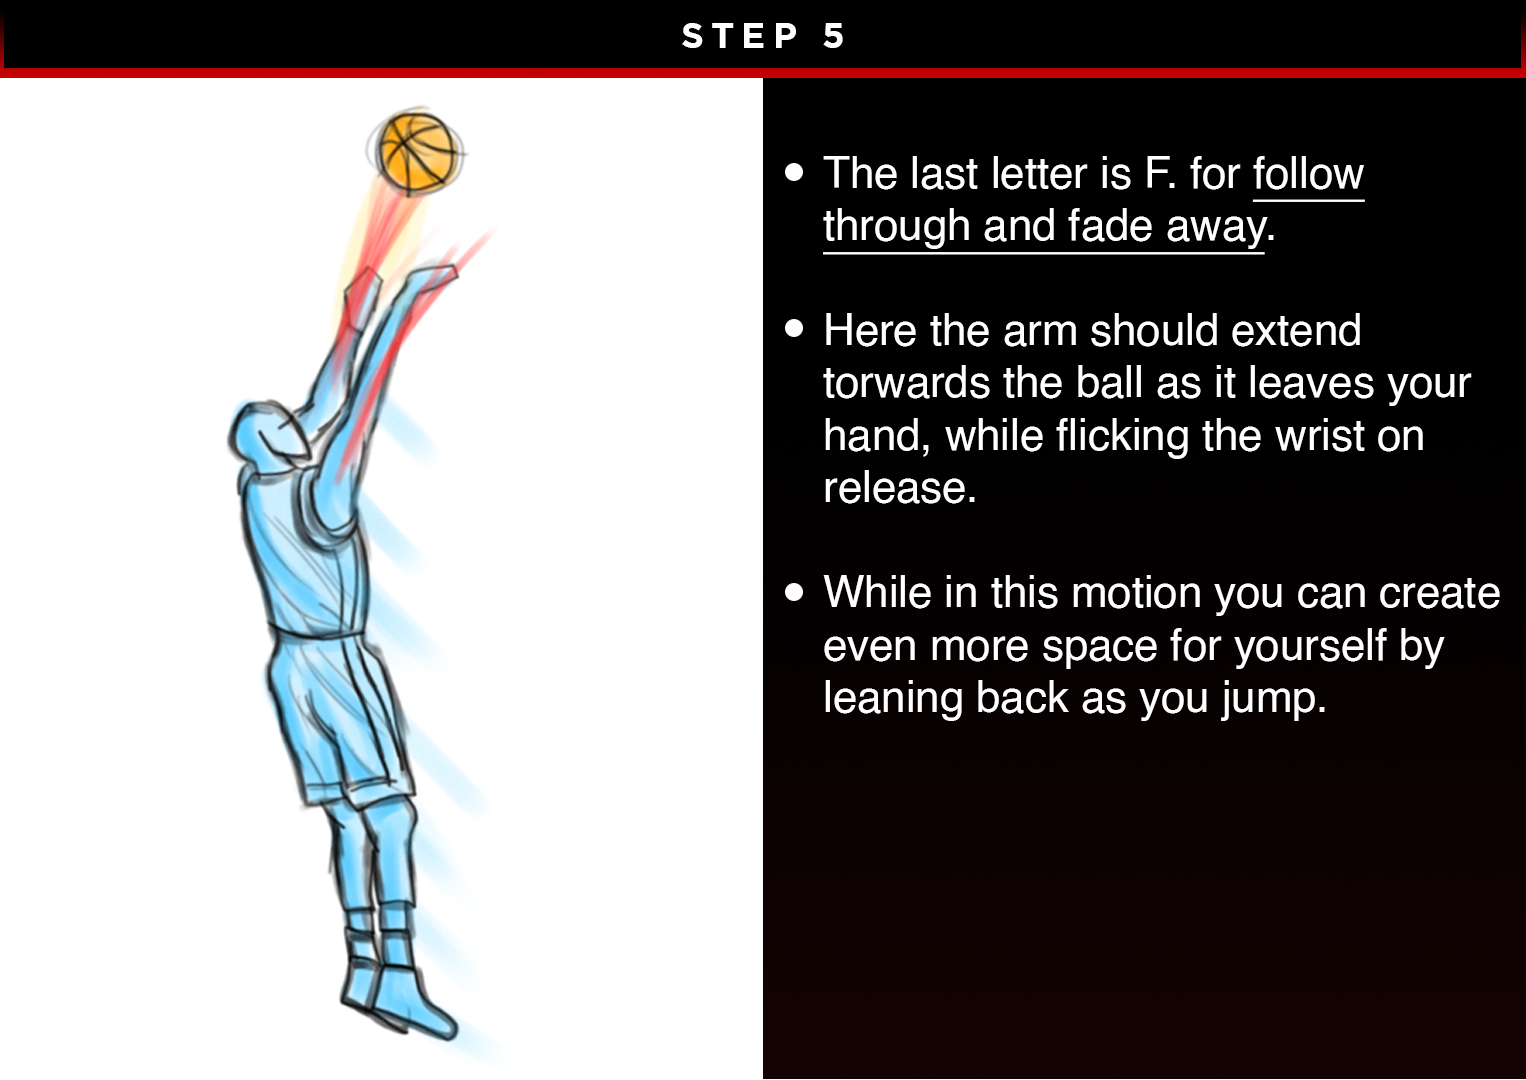 STEP 5
• The last letter is F. for follow
through and fade away.
• Here the arm should extend
torwards the ball as it leaves your
hand, while flicking the wrist on
release.
• While in this motion you can create
even more space for yourself by
leaning back as you jump.